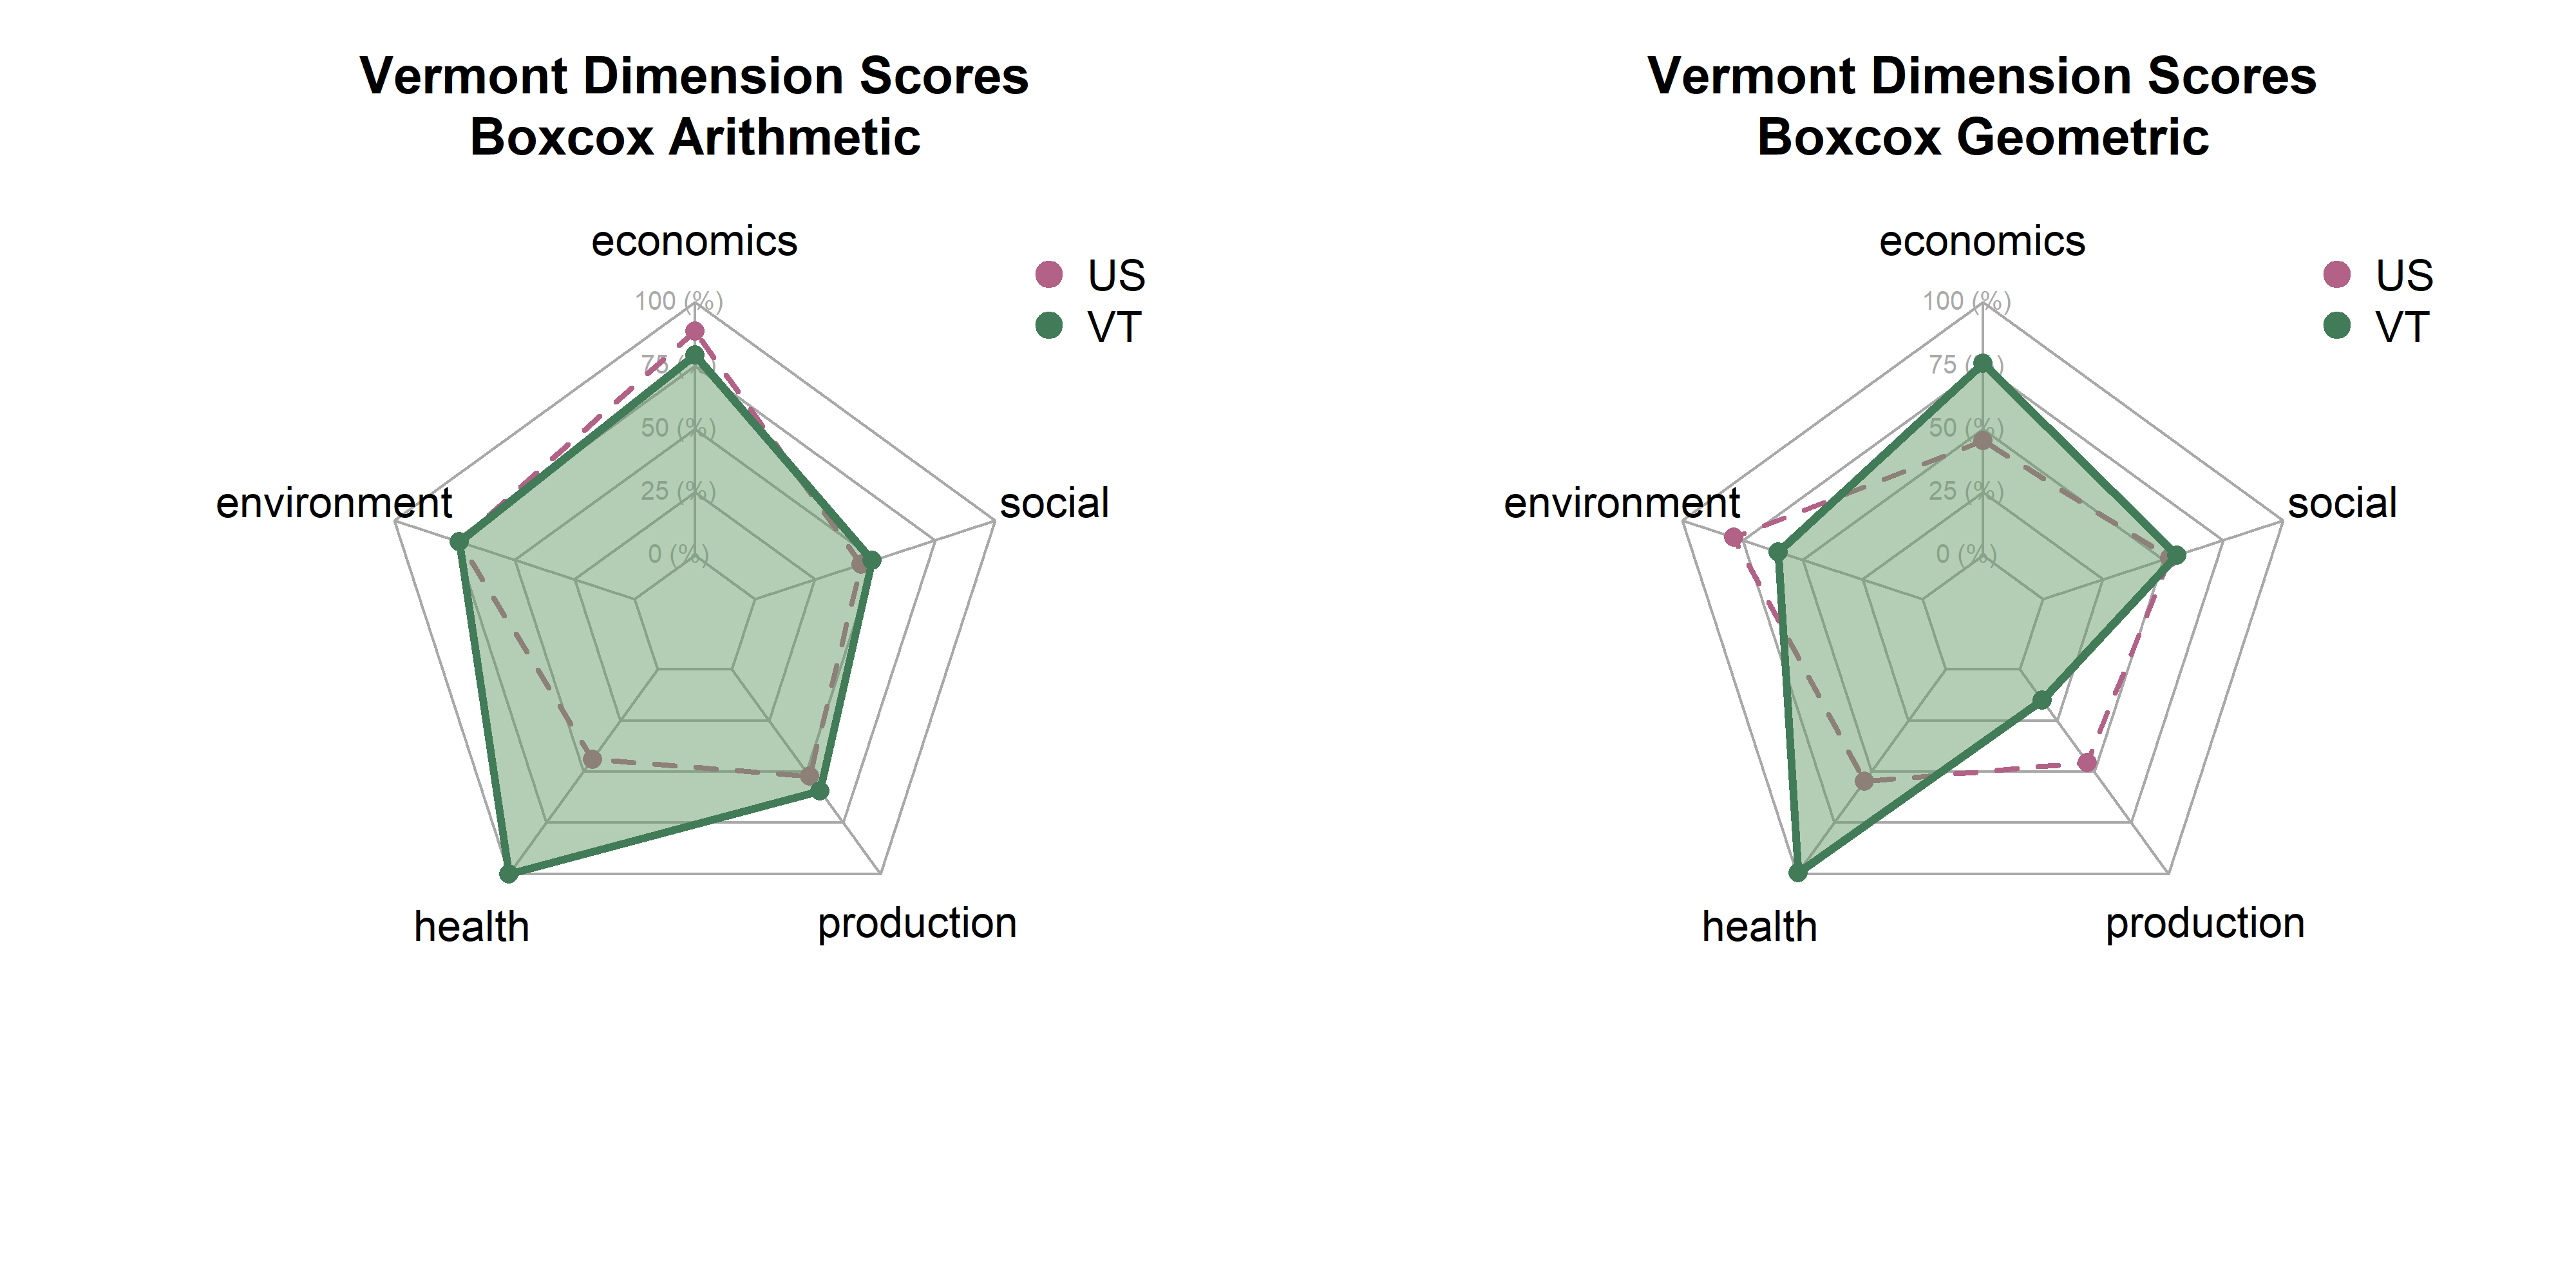 Vermont Dimension Scores
Boxcox Arithmetic
economics
US
VT
100 (%)
75 (%)
50 (%)
25 (%)
0 (%)
environment
social
health
production
Vermont Dimension Scores
Boxcox Geometric
economics
US
VT
100 (%)
75 (%)
50 (%)
25 (%)
0 (%)
environment
social
health
production